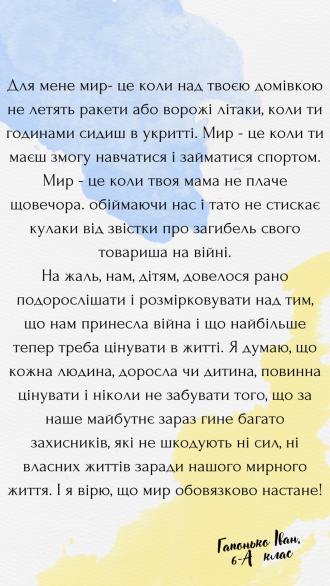 Для мене мир- це коли над твоєю домівкою
не летять ракети або ворожі літаки, коли ти
годинами сидиш в укритті. Мир - це коли ти
маєш змогу навчатися і займатися спортом.
Мир - це коли твоя мама не плаче
щовечора. обіймаючи нас і тато не стискає
кулаки від звістки про загибель свого
товариша на війні.
На жаль, нам, дітям, довелося рано
подорослішати і розмірковувати над тим,
що нам принесла війна і що найбільше
тепер треба цінувати в житті. Я думаю, що
кожна людина, доросла чи дитина, повинна
цінувати і ніколи не забувати того, що за
наше майбутнє зараз гине багато
захисників, які не шкодують ні сил, ні
власних життів заради нашого мирного
життя. І я вірю, що мир обовязково настане!
Гапонько Іван,
6-А клас